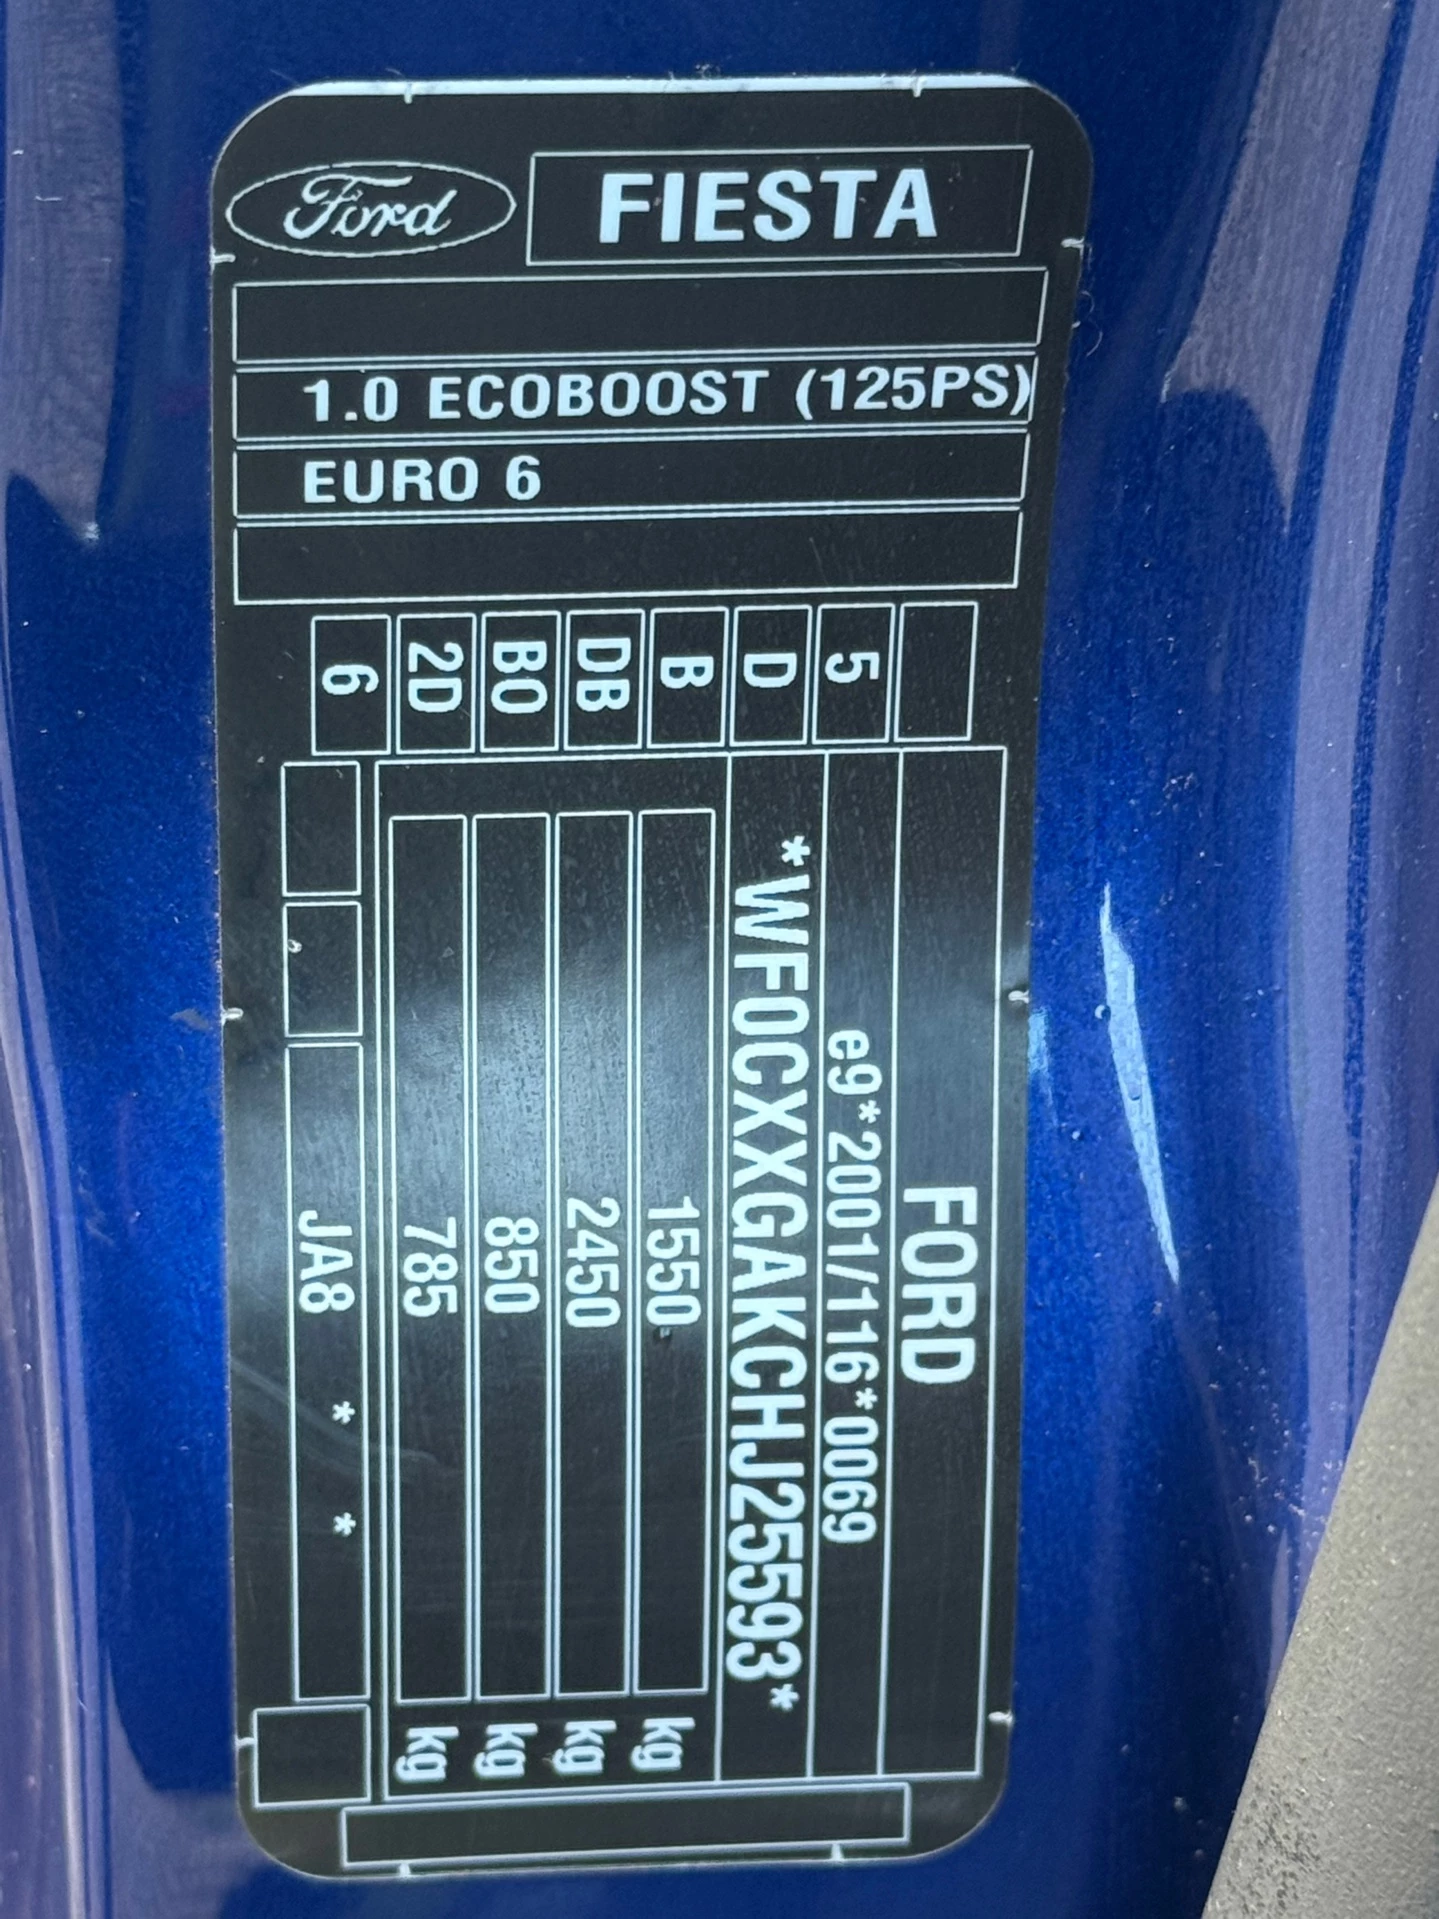 Ford
FIESTA
1.0 ECOBOOST (125PS)
EURO 6
5
D
B
DB
B0
2D
6
FORD
e9*2001/116*0069
*WF0CXXGAKCHJ25593*
1550 kg
2450 kg
850 kg
785 kg
JA8 * *